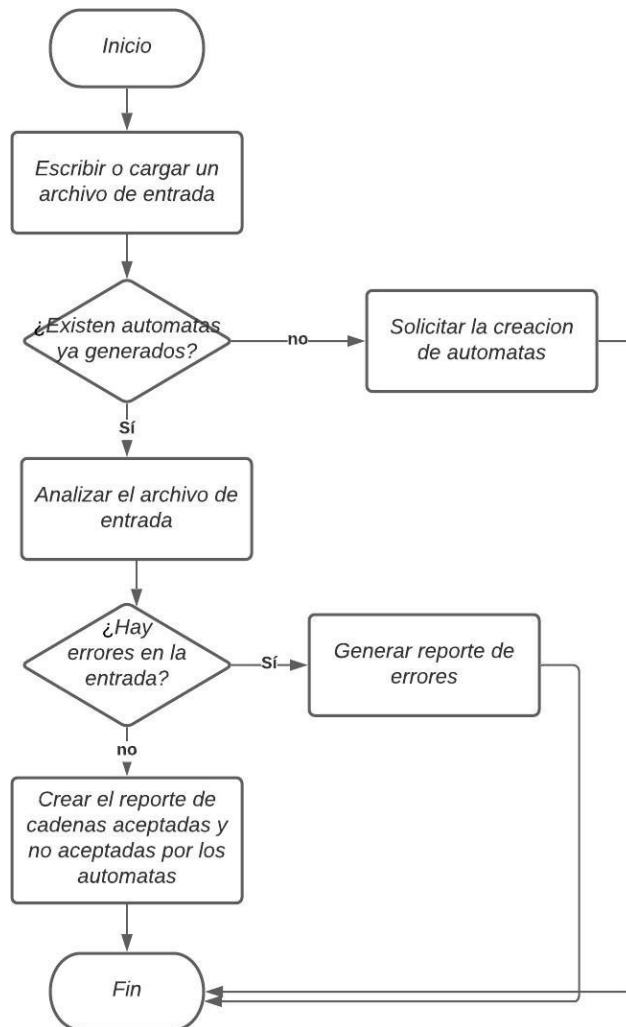 Inicio
Escribir o cargar un
archivo de entrada
¿Existen automatas
ya generados?
no
Solicitar la creacion
de automatas
Sí
Analizar el archivo de
entrada
¿Hay
errores en la
entrada?
Sí
Generar reporte de
errores
no
Crear el reporte de
cadenas aceptadas y
no aceptadas por los
automatas
Fin